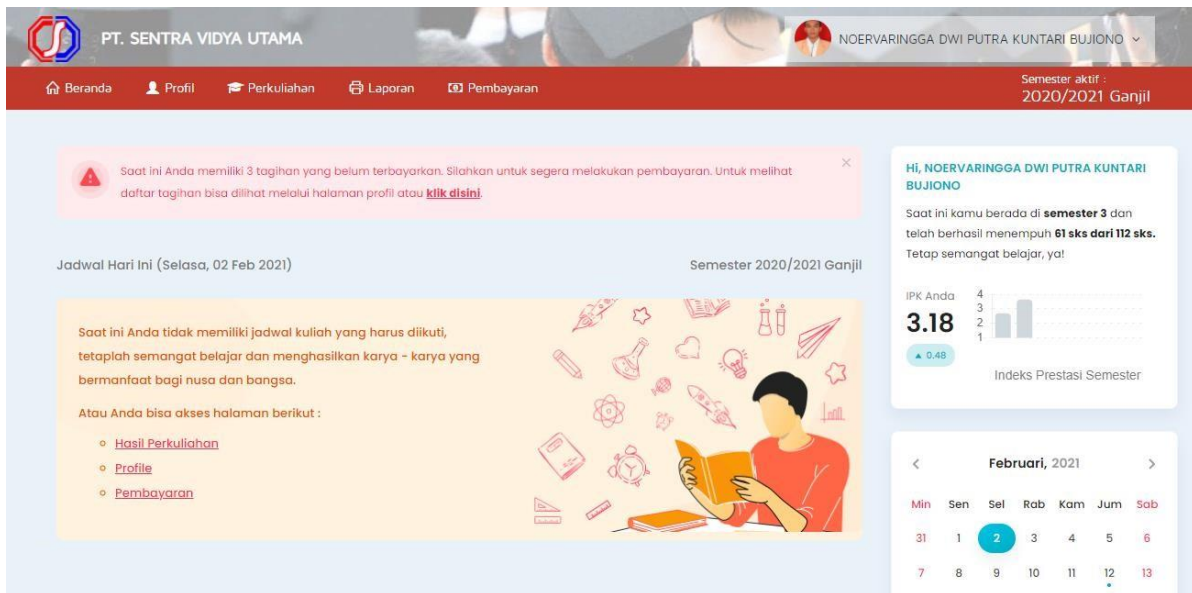 PT. SENTRA VIDYA UTAMA
NOERVARINGGA DWI PUTRA KUNTARI BUJIONO
Beranda Profil Perkuliahan Laporan Pembayaran
Semester aktif :
2020/2021 Ganjil
Saat ini Anda memiliki 3 tagihan yang belum terbayarkan. Silahkan untuk segera melakukan pembayaran. Untuk melihat
daftar tagihan bisa dilihat melalui halaman profil atau klik disini.
Jadwal Hari Ini (Selasa, 02 Feb 2021)
Semester 2020/2021 Ganjil
Saat ini Anda tidak memiliki jadwal kuliah yang harus diikuti,
tetaplah semangat belajar dan menghasilkan karya - karya yang
bermanfaat bagi nusa dan bangsa.
Atau Anda bisa akses halaman berikut :
Hasil Perkuliahan
Profile
Pembayaran
Hi, NOERVARINGGA DWI PUTRA KUNTARI
BUJIONO
Saat ini kamu berada di semester 3 dan
telah berhasil menempuh 61 sks dari 112 sks.
Tetap semangat belajar, ya!
IPK Anda
3.18
▲ 0.48
4
3
2
1
Indeks Prestasi Semester
Februari, 2021
Min Sen Sel Rab Kam Jum Sab
31 1 2 3 4 5 6
7 8 9 10 11 12 13